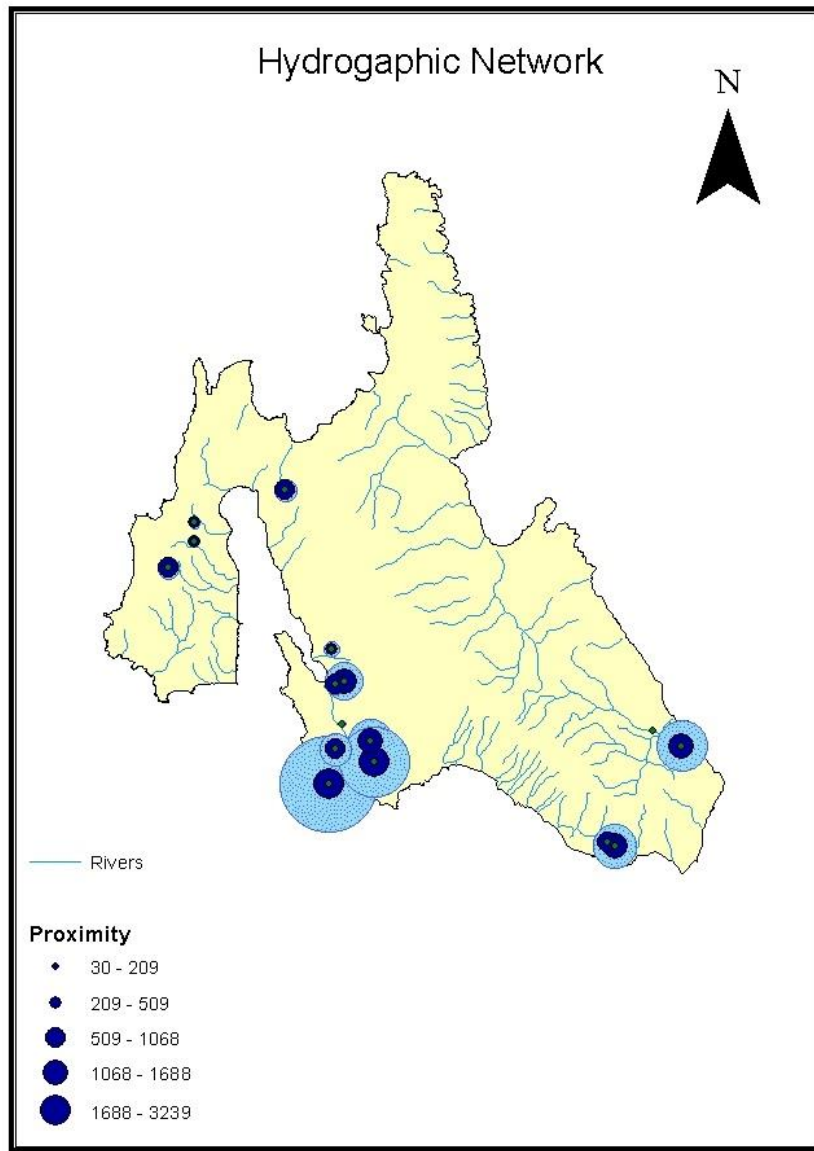 Hydrogaphic Network
N
Rivers
Proximity
30 - 209
209 - 509
509 - 1068
1068 - 1688
1688 - 3239